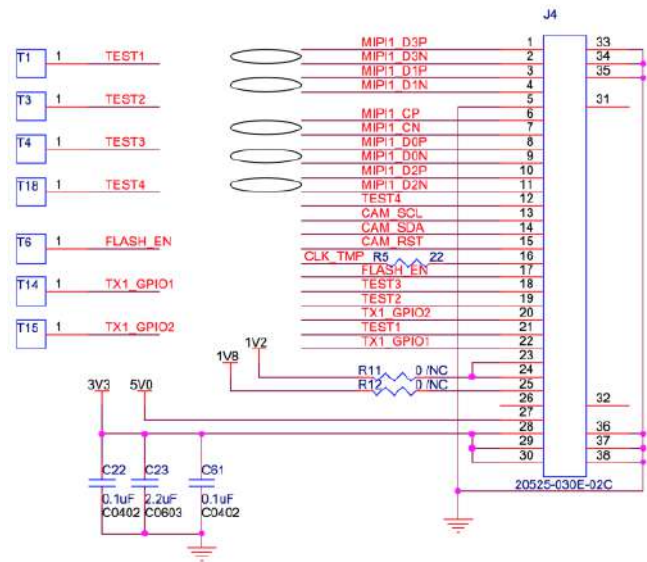 J4
MIPI1_D3P 1 33
MIPI1_D3N 2 34
T1 1 TEST1 MIPI1_D1P 3 35
MIPI1_D1N 4
T3 1 TEST2 5 31
MIPI1_CP 6
MIPI1_CN 7
T4 1 TEST3 MIPI1_D0P 8
MIPI1_D0N 9
MIPI1_D2P 10
T18 1 TEST4 MIPI1_D2N 11
TEST4 12
CAM_SCL 13
CAM_SDA 14
T6 1 FLASH_EN CAM_RST 15
CLK_TMP R5 22 16
FLASH_EN 17
T14 1 TX1_GPIO1 TEST3 18
TEST2 19
T15 1 TX1_GPIO2 TX1_GPIO2 20
TEST1 21
TX1_GPIO1 22
1V2 23
1V8 R11 0 /NC 24
R12 0 /NC 25
3V3 5V0 26 32
27
28 36
29 37
30 38
C22 C23 C61
20525-030E-02C
0.1uF 2.2uF 0.1uF
C0402 C0603 C0402